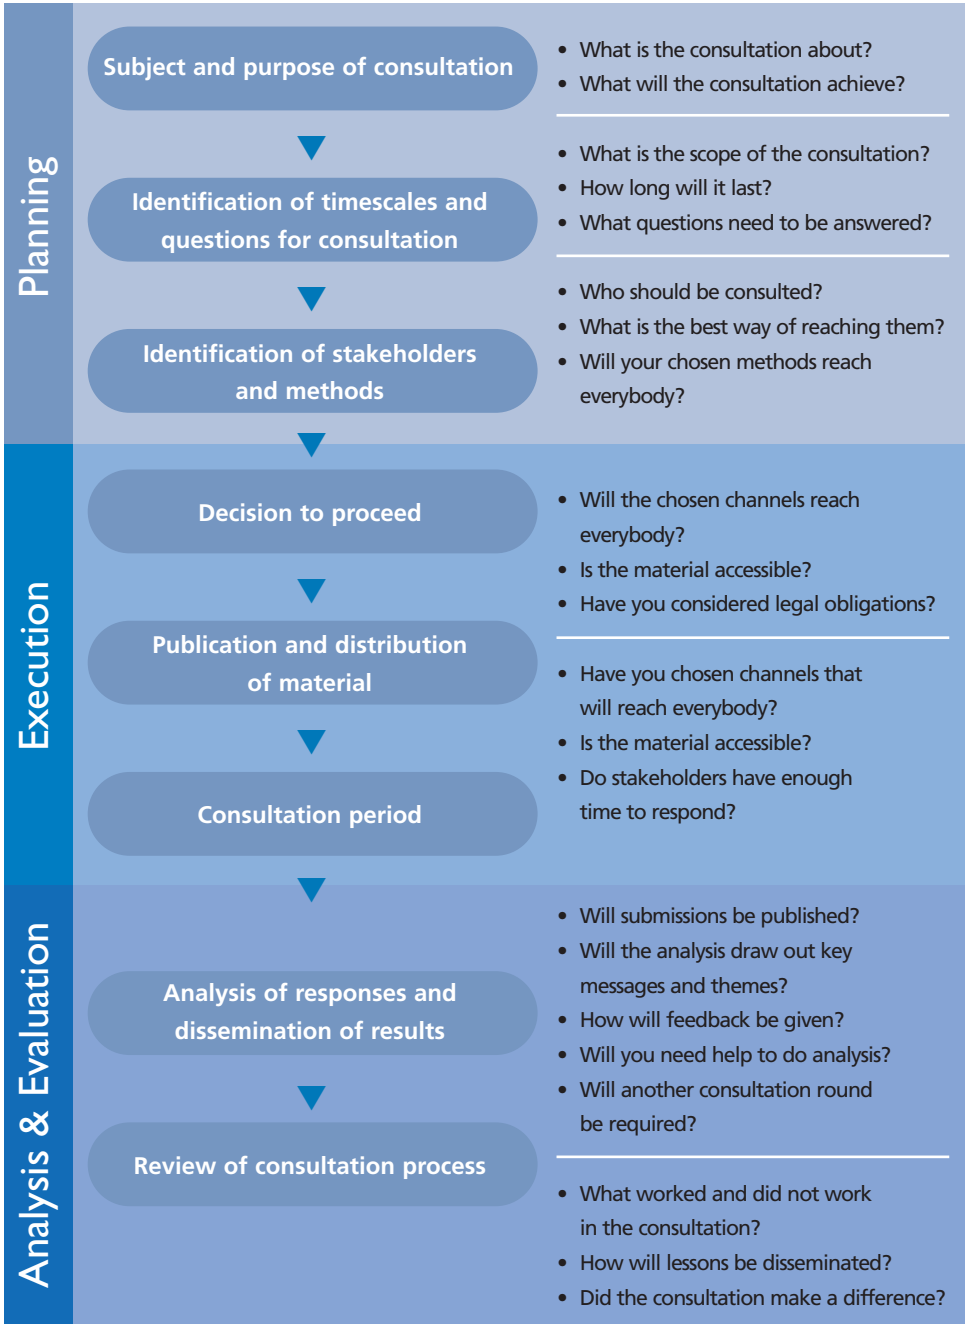 Planning
Subject and purpose of consultation
• What is the consultation about?
• What will the consultation achieve?
Identification of timescales and
questions for consultation
• What is the scope of the consultation?
• How long will it last?
• What questions need to be answered?
Identification of stakeholders
and methods
• Who should be consulted?
• What is the best way of reaching them?
• Will your chosen methods reach
everybody?
Execution
Decision to proceed
• Will the chosen channels reach
everybody?
• Is the material accessible?
• Have you considered legal obligations?
Publication and distribution
of material
• Have you chosen channels that
will reach everybody?
• Is the material accessible?
• Do stakeholders have enough
time to respond?
Consultation period
Analysis & Evaluation
Analysis of responses and
dissemination of results
• Will submissions be published?
• Will the analysis draw out key
messages and themes?
• How will feedback be given?
• Will you need help to do analysis?
• Will another consultation round
be required?
Review of consultation process
• What worked and did not work
in the consultation?
• How will lessons be disseminated?
• Did the consultation make a difference?